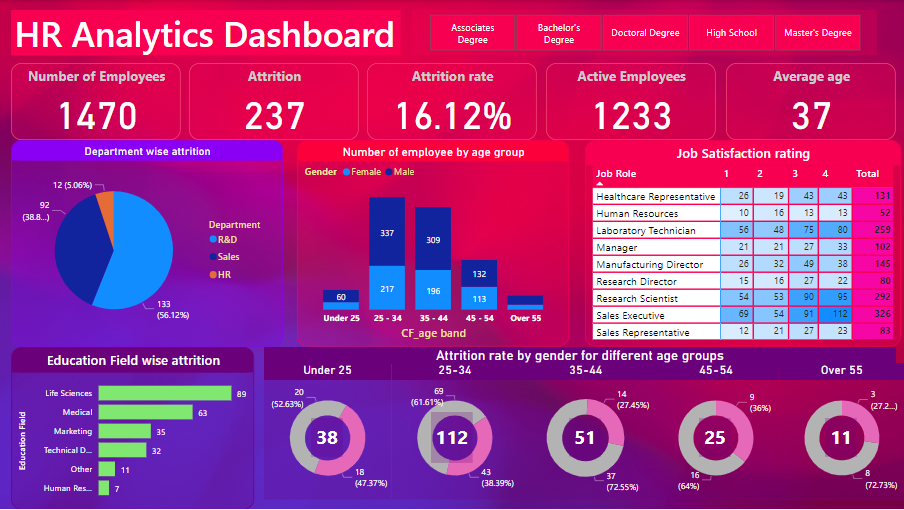 HR Analytics Dashboard
Associates Degree
Bachelor's Degree
Doctoral Degree
High School
Master's Degree
Number of Employees
1470
Attrition
237
Attrition rate
16.12%
Active Employees
1233
Average age
37
Department wise attrition
12 (5.06%)
92
(38.8...)
133
(56.12%)
Department
R&D
Sales
HR
Number of employee by age group
Gender Female Male
337
309
60
217
196
132
113
Under 25 25 - 34 35 - 44 45 - 54 Over 55
CF_age band
Job Satisfaction rating
Job Role 1 2 3 4 Total
Healthcare Representative 26 19 43 43 131
Human Resources 10 16 13 13 52
Laboratory Technician 56 48 75 80 259
Manager 21 21 27 33 102
Manufacturing Director 26 32 49 38 145
Research Director 15 16 27 22 80
Research Scientist 54 53 90 95 292
Sales Executive 69 54 91 112 326
Sales Representative 12 21 27 23 83
Education Field wise attrition
Education Field
Life Sciences 89
Medical 63
Marketing 35
Technical D... 32
Other 11
Human Res... 7
Attrition rate by gender for different age groups
Under 25
20
(52.63%)
38
18
(47.37%)
25-34
69
(61.61%)
112
43
(38.39%)
35-44
14
(27.45%)
51
37
(72.55%)
45-54
9
(36%)
25
16
(64%)
Over 55
3
(27.2...)
11
8
(72.73%)